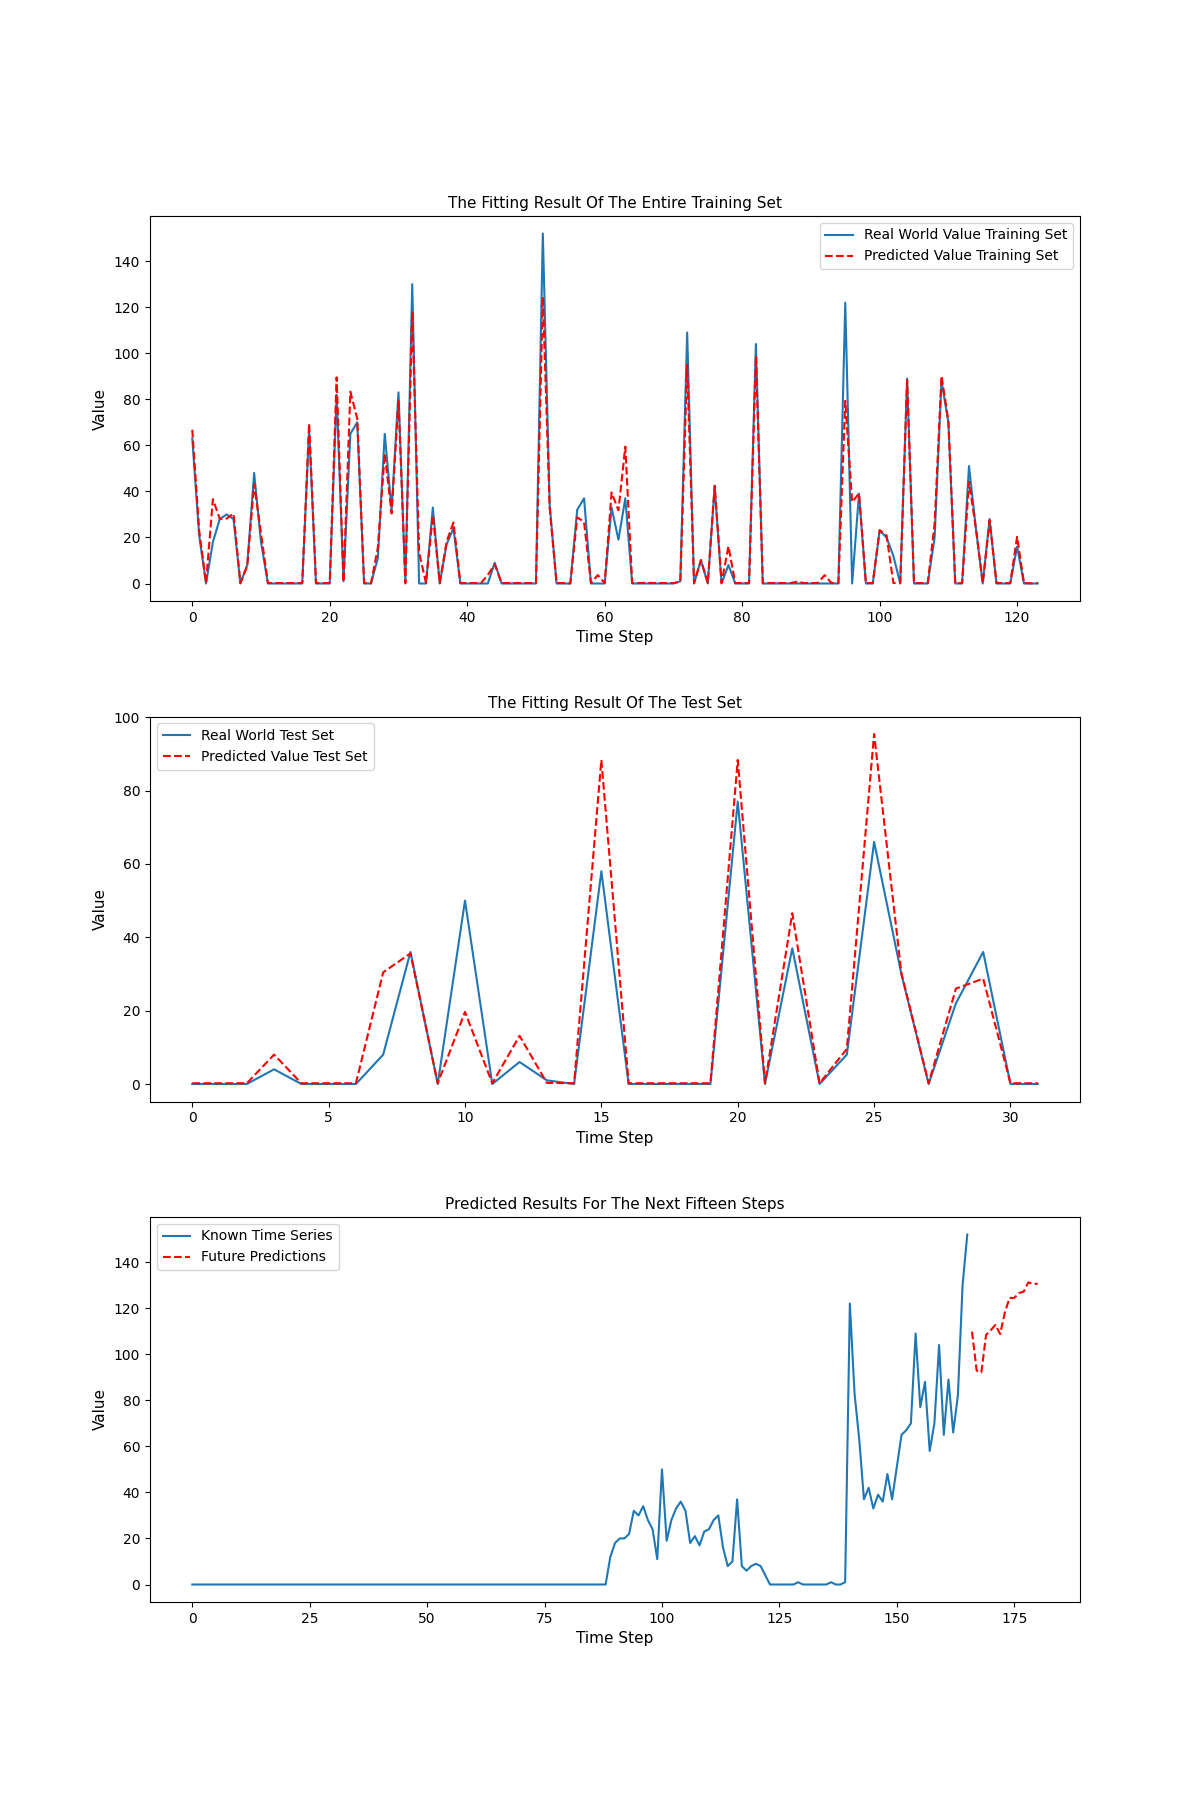 The Fitting Result Of The Entire Training Set
Real World Value Training Set
Predicted Value Training Set
140
120
100
80
60
40
20
0
Value
0 20 40 60 80 100 120
Time Step
The Fitting Result Of The Test Set
Real World Test Set
Predicted Value Test Set
100
80
60
40
20
0
Value
0 5 10 15 20 25 30
Time Step
Predicted Results For The Next Fifteen Steps
Known Time Series
Future Predictions
140
120
100
80
60
40
20
0
Value
0 25 50 75 100 125 150 175
Time Step